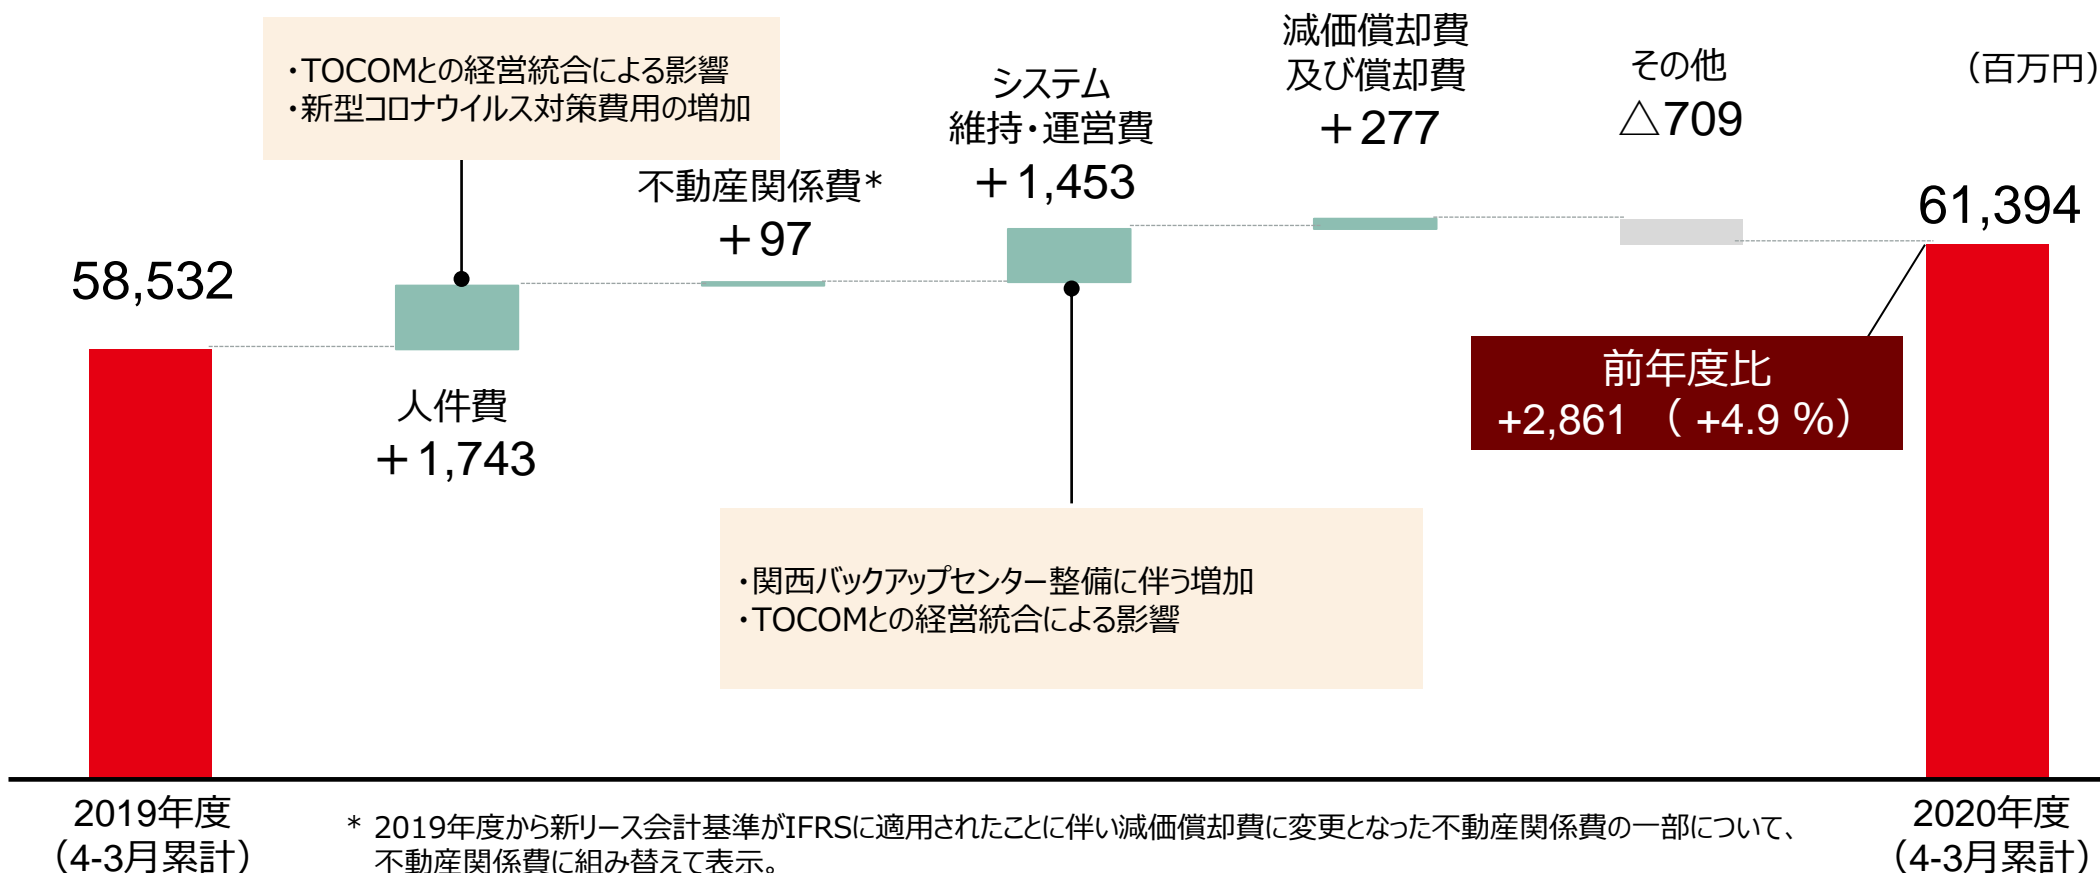 ・TOCOMとの経営統合による影響
・新型コロナウイルス対策費用の増加
減価償却費
及び償却費
＋277
その他
△709
（百万円）
システム
維持・運営費
＋1,453
不動産関係費*
＋97
58,532
61,394
人件費
＋1,743
前年度比
+2,861 （ +4.9 %）
・関西バックアップセンター整備に伴う増加
・TOCOMとの経営統合による影響
2019年度
（4-3月累計）
* 2019年度から新リース会計基準がIFRSに適用されたことに伴い減価償却費に変更となった不動産関係費の一部について、
不動産関係費に組み替えて表示。
2020年度
（4-3月累計）